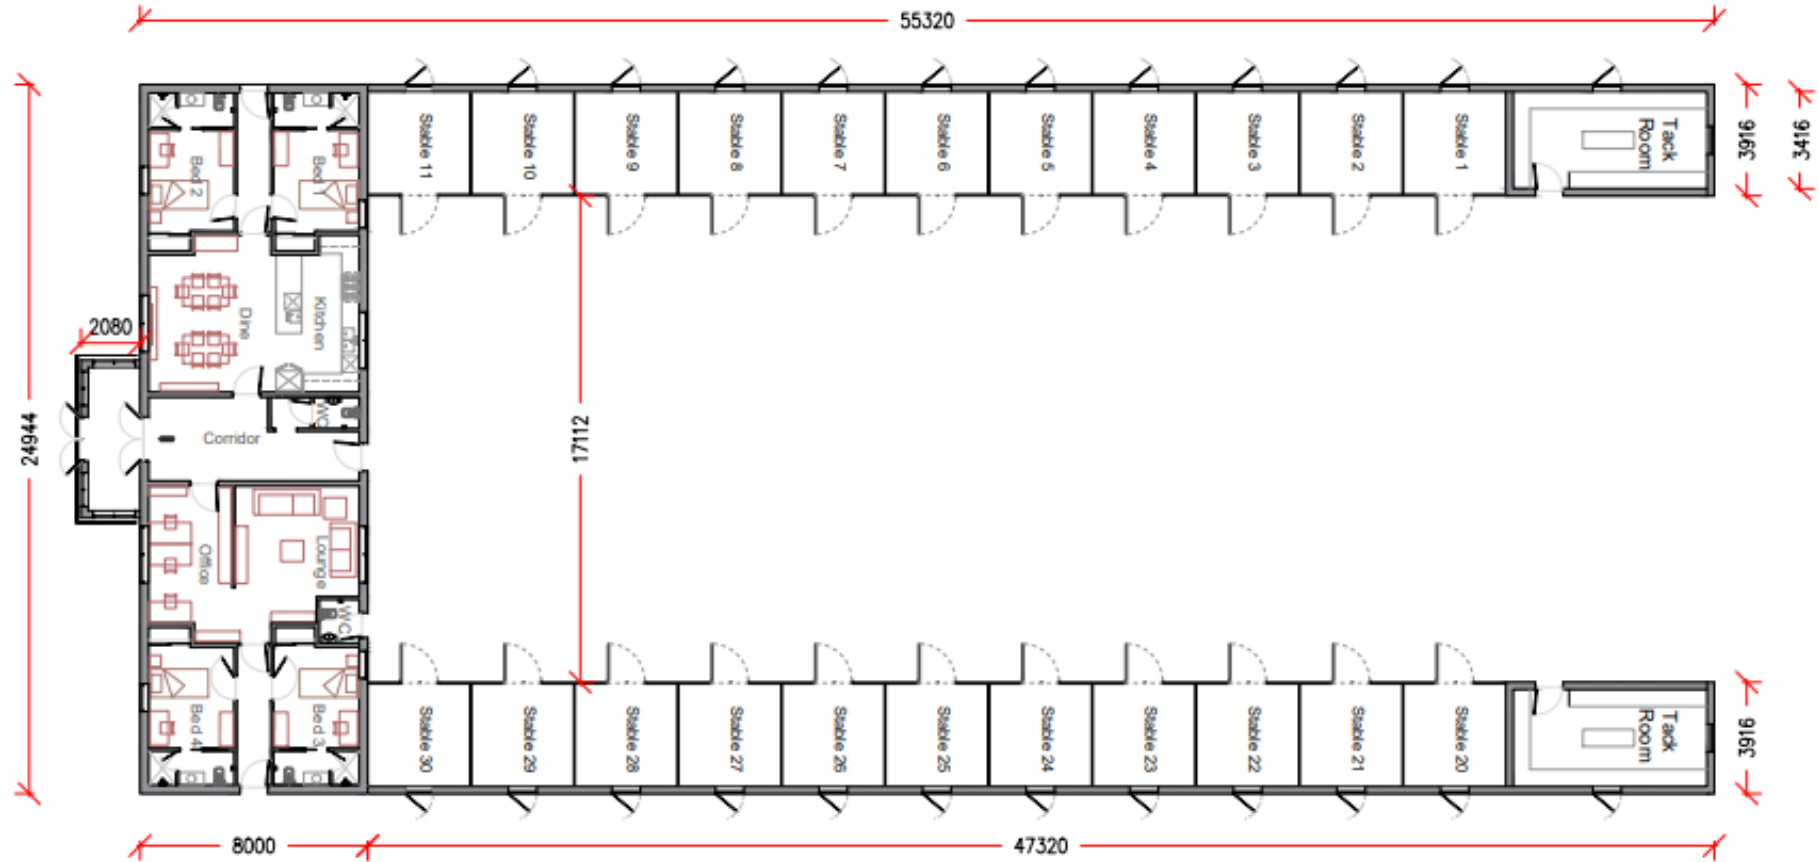 55320
Stable 11
Stable 10
Stable 9
Stable 8
Stable 7
Stable 6
Stable 5
Stable 4
Stable 3
Stable 2
Stable 1
Tack
Room
3916
3416
Bed 2
Bed 1
Dine
Kitchen
2080
WC
Corridor
24944
17112
Office
Lounge
WC
Bed 4
Bed 3
Stable 30
Stable 29
Stable 28
Stable 27
Stable 26
Stable 25
Stable 24
Stable 23
Stable 22
Stable 21
Stable 20
Tack
Room
3916
8000
47320